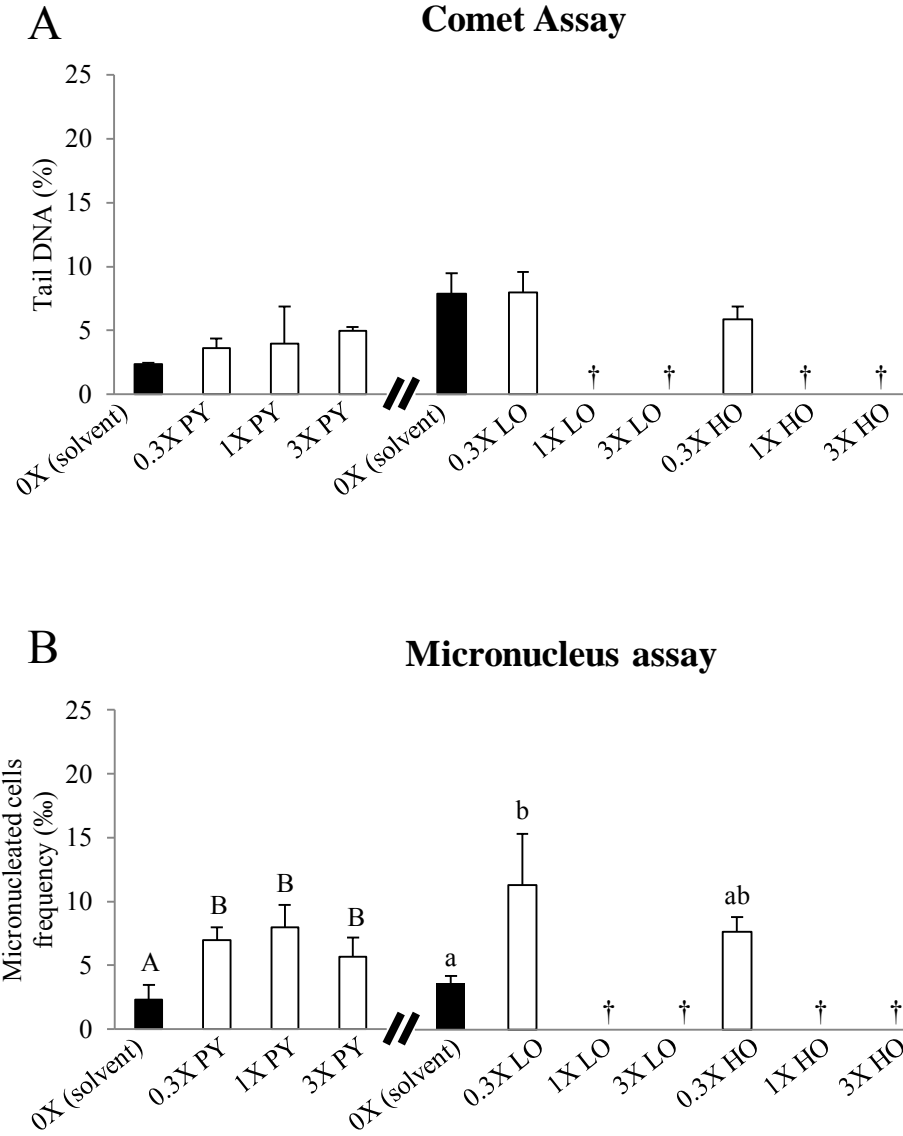 A
Comet Assay
25
20
15
10
5
0
Tail DNA (%)
† † † †
0X (solvent) 0.3X PY 1X PY 3X PY 0X (solvent) 0.3X LO 1X LO 3X LO 0.3X HO 1X HO 3X HO
B
Micronucleus assay
25
20
15
10
5
0
Micronucleated cells
frequency (‰)
A B B B a b † † ab † †
0X (solvent) 0.3X PY 1X PY 3X PY 0X (solvent) 0.3X LO 1X LO 3X LO 0.3X HO 1X HO 3X HO